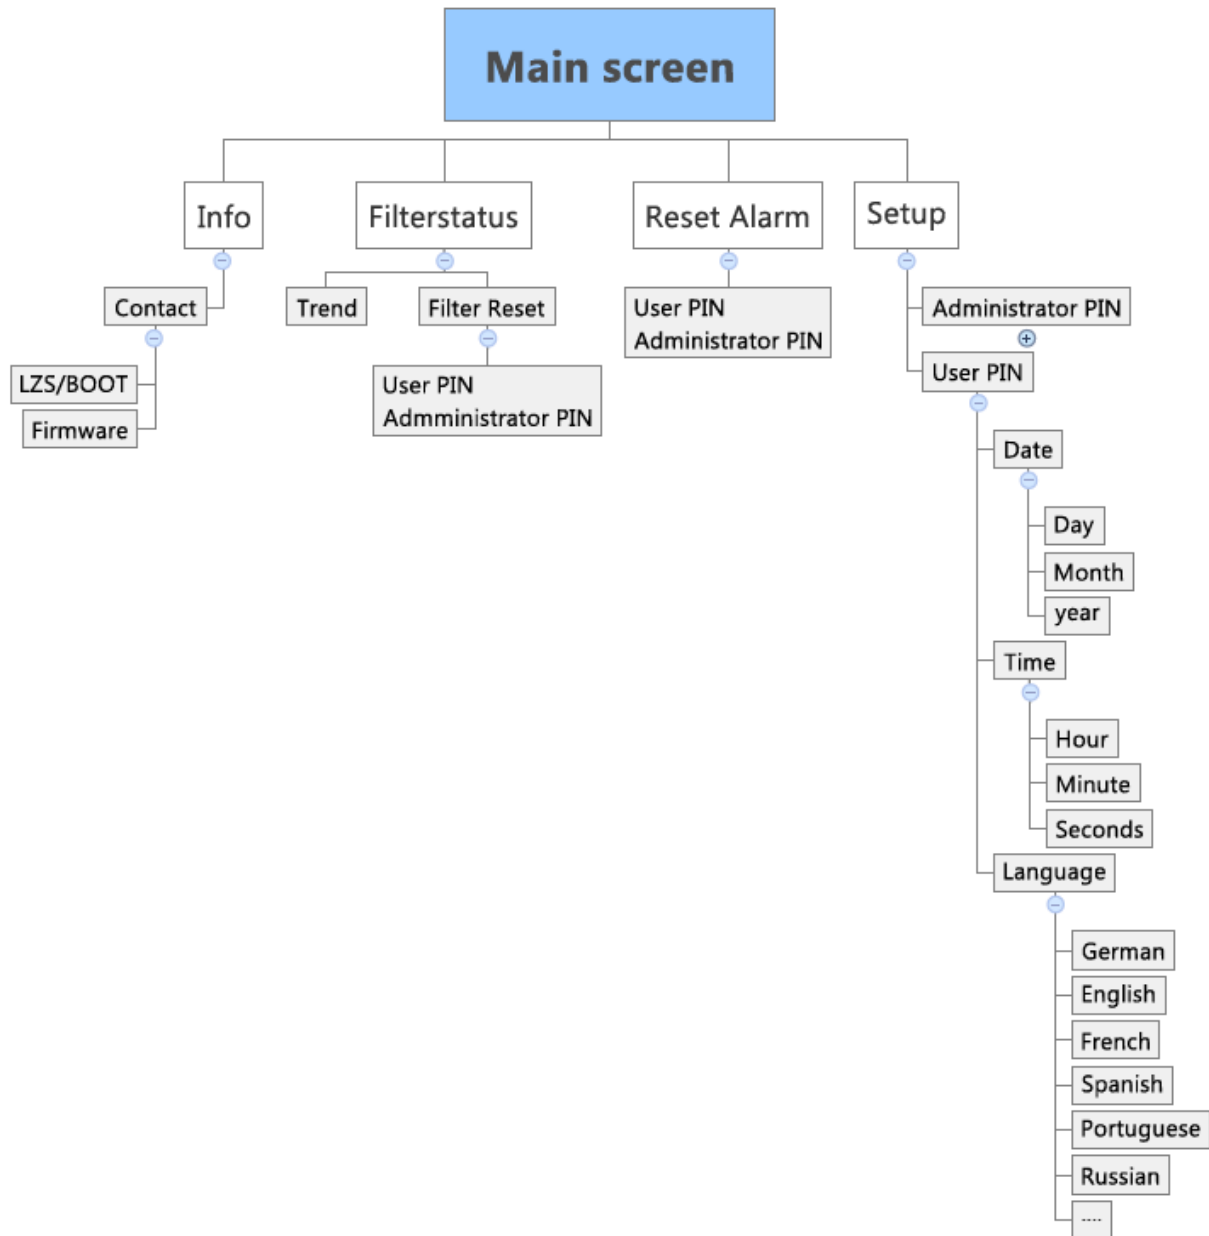 Main screen
Info
Filterstatus
Reset Alarm
Setup
Contact
LZS/BOOT
Firmware
Trend
Filter Reset
User PIN
Admministrator PIN
User PIN
Administrator PIN
Administrator PIN
User PIN
Date
Day
Month
year
Time
Hour
Minute
Seconds
Language
German
English
French
Spanish
Portuguese
Russian
----